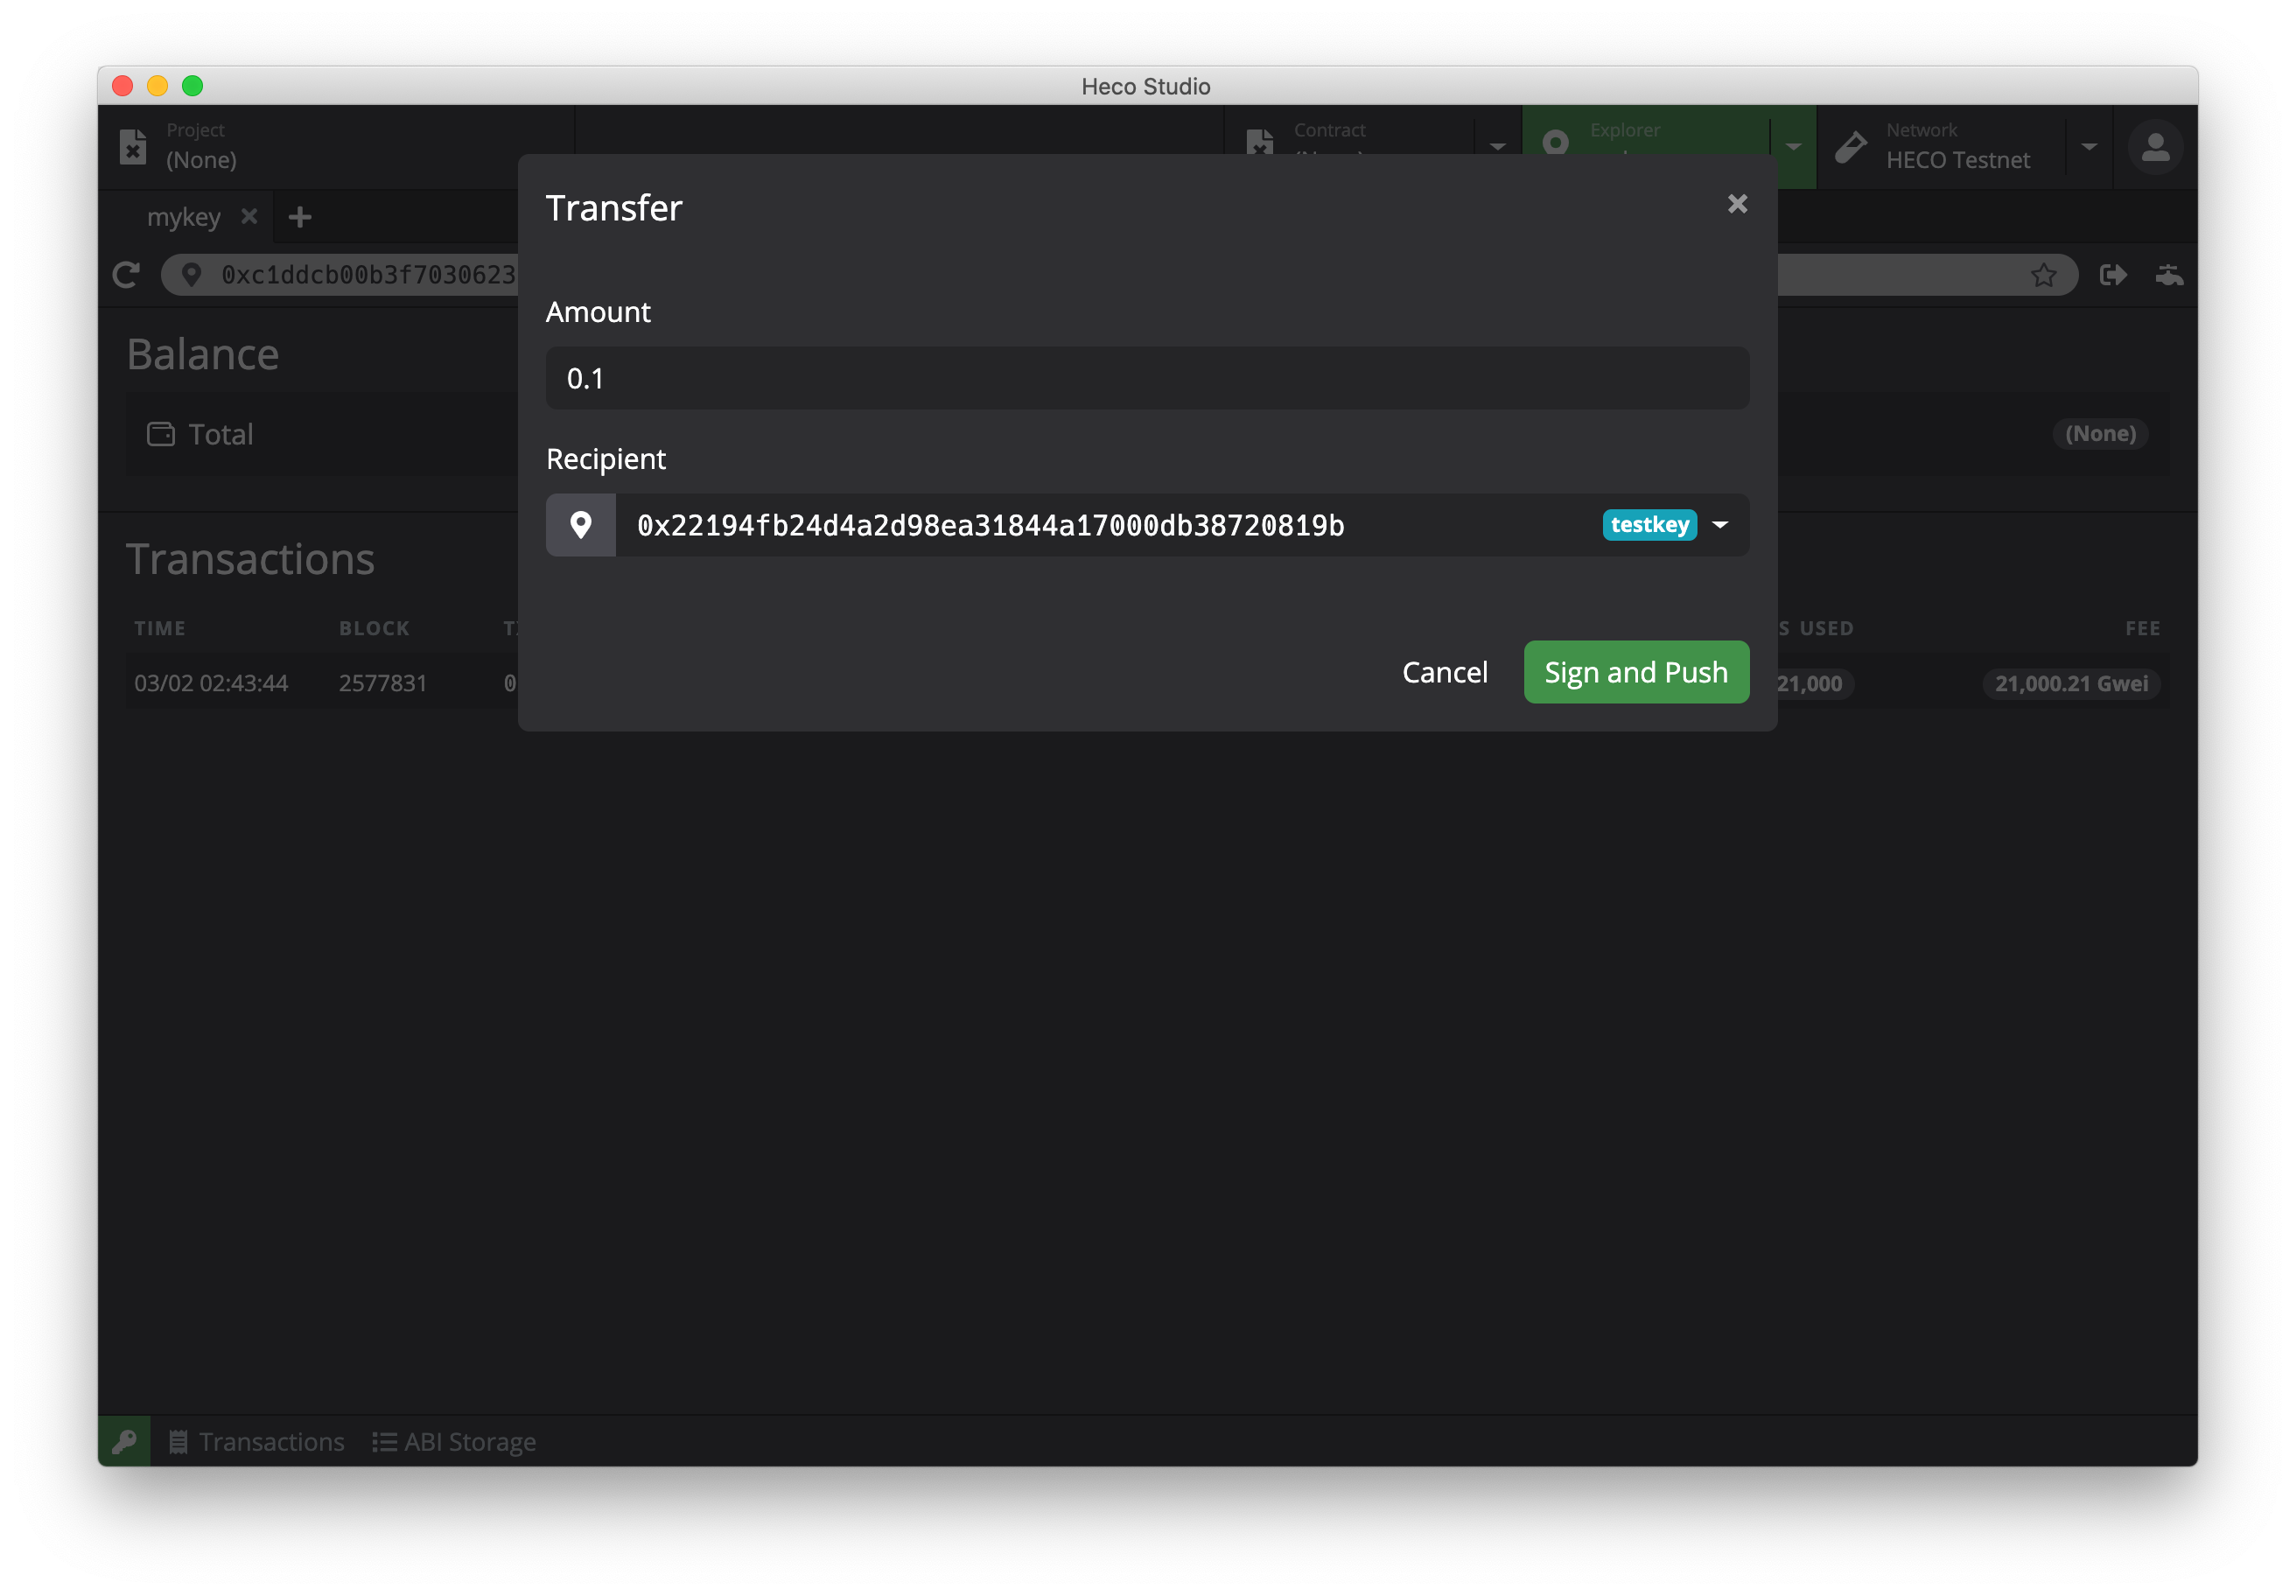 Heco Studio
Project
(None)
Contract
Explorer
Network
HECO Testnet
mykey
0xc1ddcb00b3f7030623
Transfer
Amount
0.1
Recipient
0x22194fb24d4a2d98ea31844a17000db38720819b
testkey
Cancel
Sign and Push
Balance
Total
(None)
Transactions
TIME
BLOCK
S USED
FEE
03/02 02:43:44
2577831
0
21,000
21,000.21 Gwei
Transactions
ABI Storage